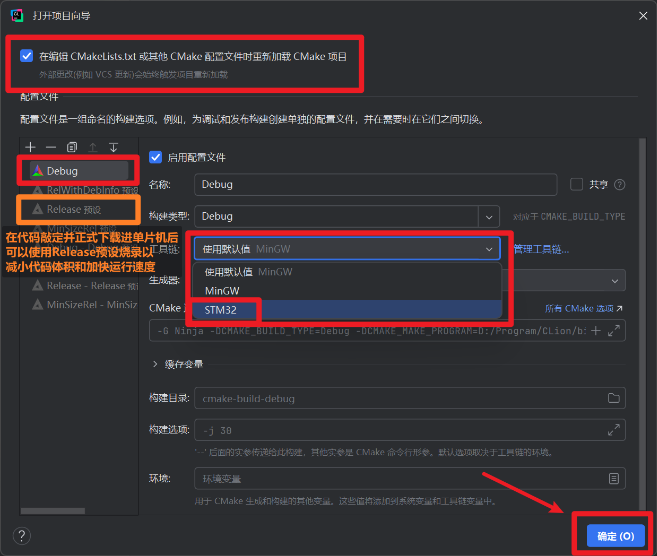 打开项目向导
在编辑 CMakeLists.txt 或其他 CMake 配置文件时重新加载 CMake 项目
外部更改(例如 VCS 更新)会始终触发项目重新加载
配置文件
配置文件是一组命名的构建选项。例如，为调试和发布构建创建单独的配置文件，并在需要时在它们之间切换。
Debug
RelWithDebInfo 预设
Release 预设
MinSizeRel 预设
在代码敲定并正式下载进单片机后
可以使用Release预设烧录以
减小代码体积和加快运行速度
Release - Release 预设
MinSizeRel - MinSize
启用配置文件
名称:
Debug
共享
构建类型:
Debug
对应于 CMAKE_BUILD_TYPE
工具链:
使用默认值 MinGW
管理工具链...
使用默认值 MinGW
MinGW
STM32
生成器:
CMake
所有 CMake 选项
-G Ninja -DCMAKE_BUILD_TYPE=Debug -DCMAKE_MAKE_PROGRAM=D:/Program/CLion/b
缓存变量
构建目录:
cmake-build-debug
构建选项:
-j 30
'--' 后面的实参传递给此构建，其他实参是 CMake 命令行形参。默认选项取决于工具链的环境。
环境:
环境变量
用于 CMake 生成和构建的其他变量。这些值将添加到系统变量和工具链变量中。
?
确定 (O)